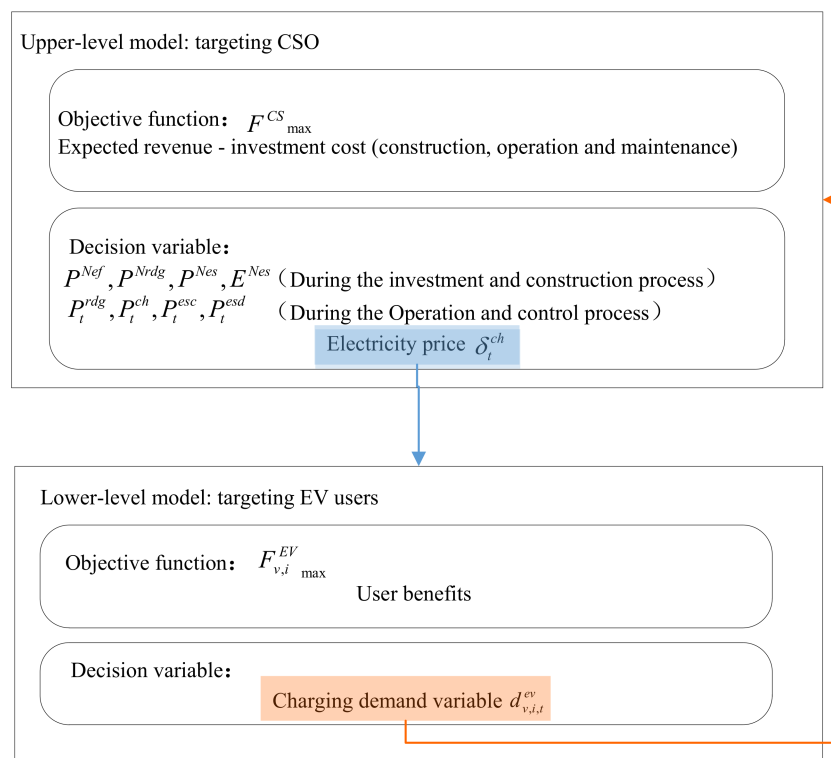 Upper-level model: targeting CSO
Objective function： F^{CS}_{max}
Expected revenue - investment cost (construction, operation and maintenance)
Decision variable：
P^{Nef}, P^{Nrdg}, P^{Nes}, E^{Nes}（During the investment and construction process）
P_t^{rdg}, P_t^{ch}, P_t^{esc}, P_t^{esd}（During the Operation and control process）
Electricity price δ_t^{ch}
Lower-level model: targeting EV users
Objective function： F_{v,i}^{EV}_{max}
User benefits
Decision variable：
Charging demand variable d_{v,i,t}^{ev}